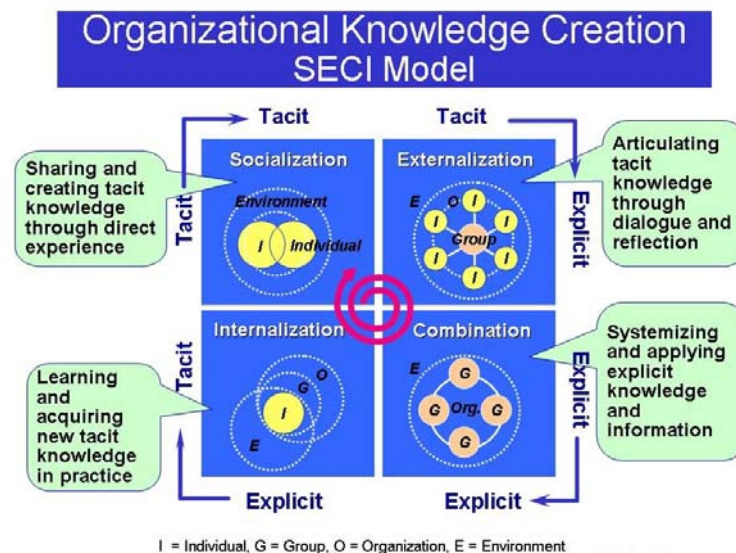 Organizational Knowledge Creation
SECI Model
Tacit
Tacit
Sharing and
creating tacit
knowledge
through direct
experience
Tacit
Socialization
Environment
I
Individual
Externalization
E
O
I
I
I
Group
I
I
I
Explicit
Articulating
tacit
knowledge
through
dialogue and
reflection
Learning
and
acquiring
new tacit
knowledge
in practice
Tacit
Internalization
O
G
I
E
Combination
E
G
G
Org.
G
G
Explicit
Systemizing
and applying
explicit
knowledge
and
information
Explicit
Explicit
I = Individual, G = Group, O = Organization, E = Environment